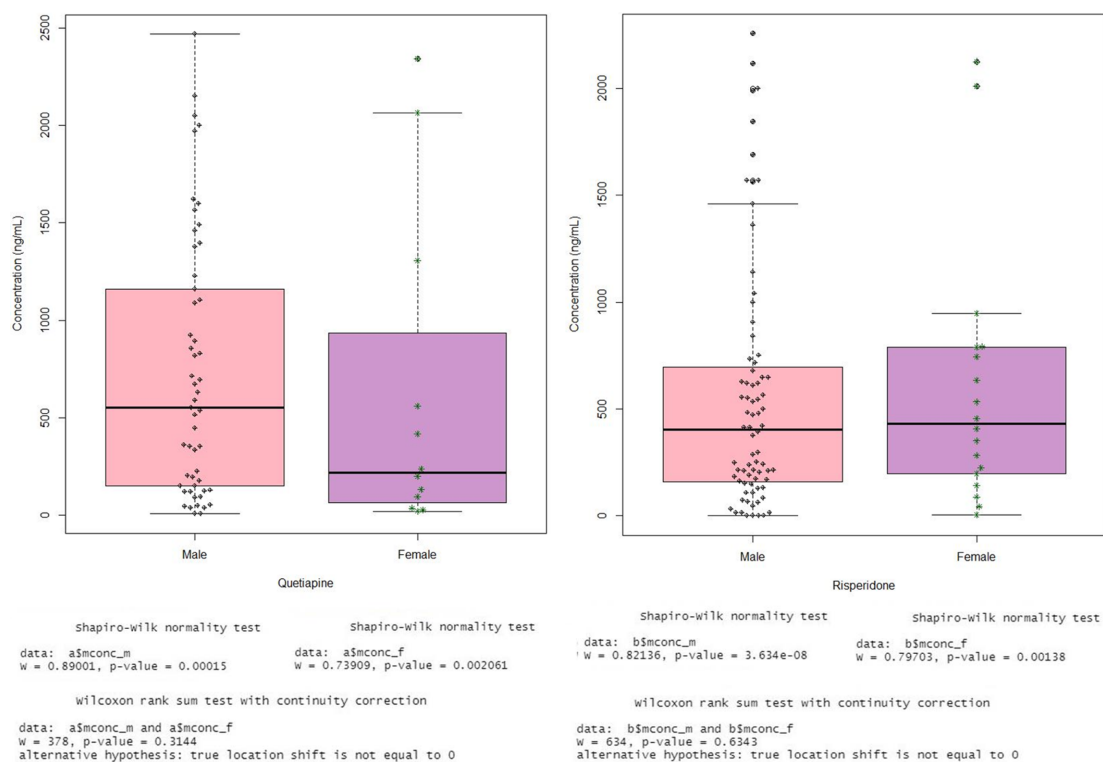 Concentration (ng/mL)
2500
2000
1500
1000
500
0
Male Female
Quetiapine
Concentration (ng/mL)
2000
1500
1000
500
0
Male Female
Risperidone
Shapiro-Wilk normality test
data: a$mconc_m
W = 0.89001, p-value = 0.00015
Shapiro-Wilk normality test
data: a$mconc_f
W = 0.73909, p-value = 0.002061
Wilcoxon rank sum test with continuity correction
data: a$mconc_m and a$mconc_f
W = 378, p-value = 0.3144
alternative hypothesis: true location shift is not equal to 0
Shapiro-Wilk normality test
data: b$mconc_m
W = 0.82136, p-value = 3.634e-08
Shapiro-Wilk normality test
data: b$mconc_f
W = 0.79703, p-value = 0.00138
Wilcoxon rank sum test with continuity correction
data: b$mconc_m and b$mconc_f
W = 634, p-value = 0.6343
alternative hypothesis: true location shift is not equal to 0